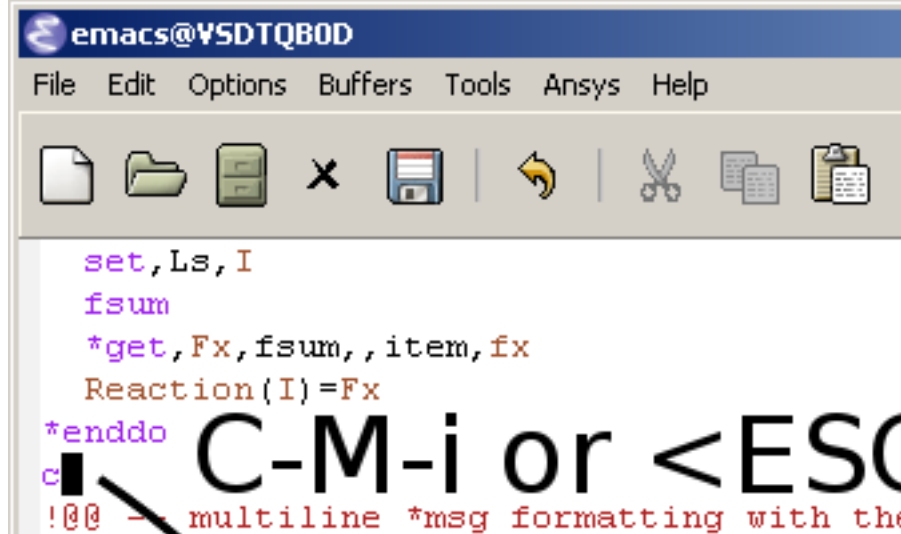 emacs@VSDTQB0D
File Edit Options Buffers Tools Ansys Help
set,Ls,I
fsum
*get,Fx,fsum,,item,fx
Reaction(I)=Fx
*enddo
C-M-i or <ESC
c
!@@ -- multiline *msg formatting with the